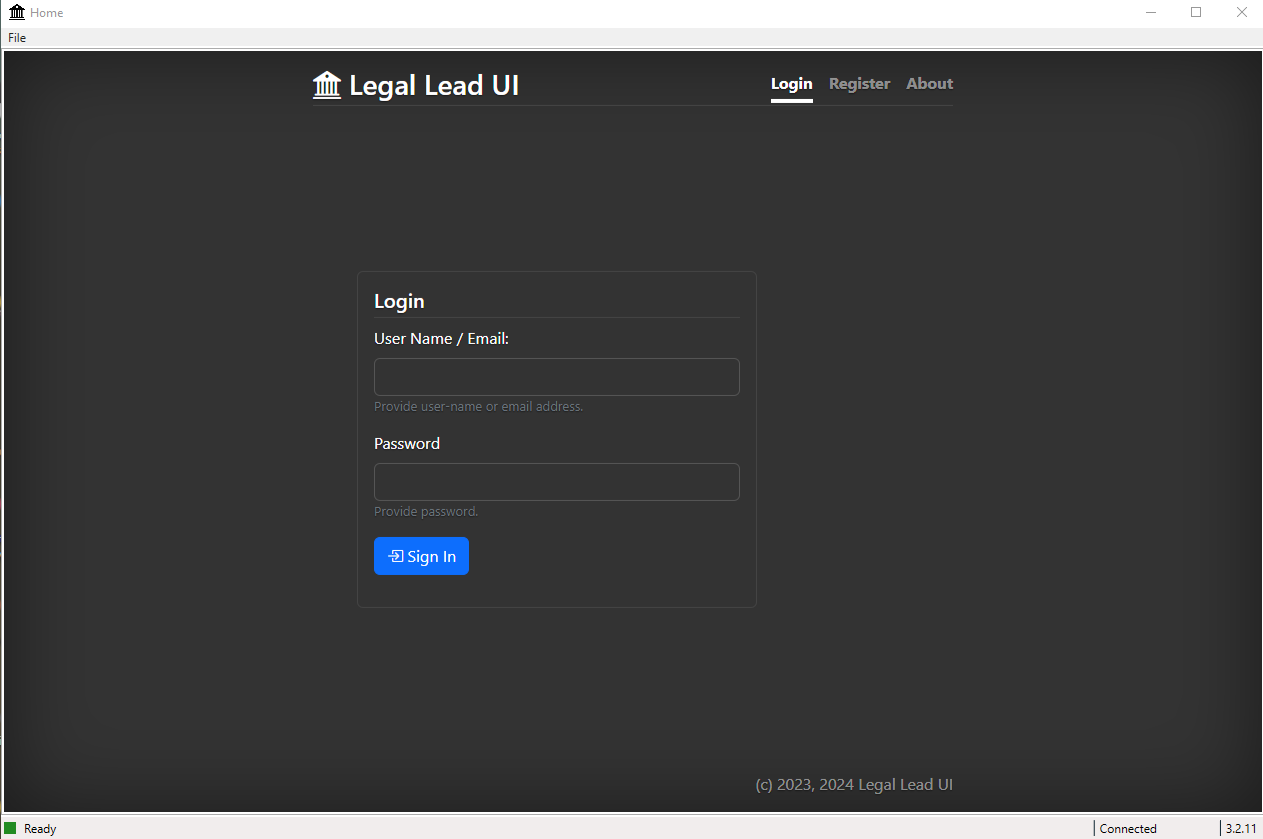 Home
File
Legal Lead UI
Login Register About
Login
User Name / Email:
Provide user-name or email address.
Password
Provide password.
Sign In
(c) 2023, 2024 Legal Lead UI
Ready Connected 3.2.11